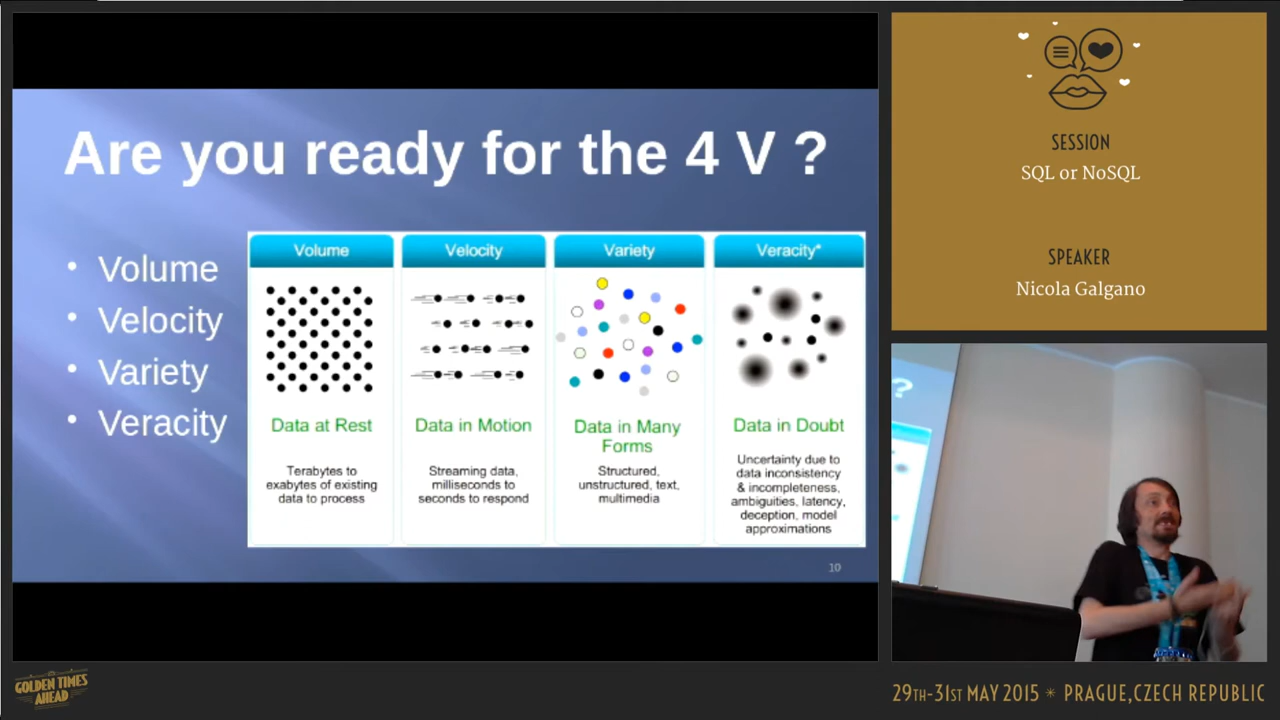 Are you ready for the 4 V ?
• Volume
• Velocity
• Variety
• Veracity
Volume
Data at Rest
Terabytes to
exabytes of existing
data to process
Velocity
Data in Motion
Streaming data,
milliseconds to
seconds to respond
Variety
Data in Many
Forms
Structured,
unstructured, text,
multimedia
Veracity*
Data in Doubt
Uncertainty due to
data inconsistency
& incompleteness,
ambiguities, latency,
deception, model
approximations
10
SESSION
SQL or NoSQL
SPEAKER
Nicola Galgano
?
GOLDEN TIMES
AHEAD
29TH-31ST MAY 2015 * PRAGUE, CZECH REPUBLIC